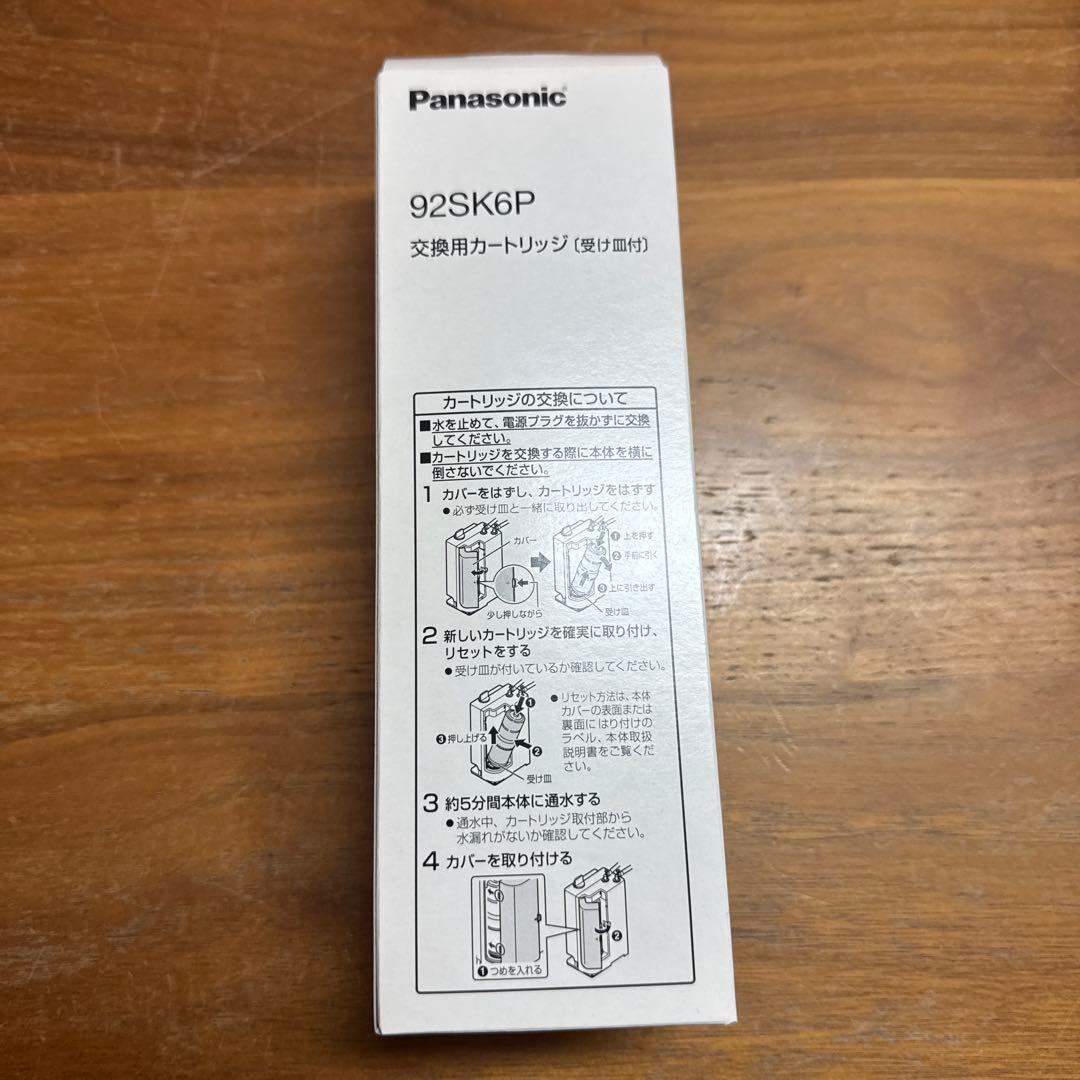 Panasonic
92SK6P
交換用カートリッジ〔受け皿付〕
カートリッジの交換について
■水を止めて、電源プラグを抜かずに交換
してください。
■カートリッジを交換する際に本体を横に
倒さないでください。
1 カバーをはずし、カートリッジをはずす
●必ず受け皿と一緒に取り出してください。
カバー
❶上を押す
❷手前に引く
❸上に引き出す
少し押しながら
受け皿
2 新しいカートリッジを確実に取り付け、
リセットをする
●受け皿が付いているか確認してください。
●リセット方法は、本体
カバーの表面または
裏面にはり付けの
ラベル、本体取扱
説明書をご覧くだ
さい。
❶
❸押し上げる
❷
受け皿
3 約5分間本体に通水する
●通水中、カートリッジ取付部から
水漏れがないか確認してください。
4 カバーを取り付ける
❷
❶つめを入れる